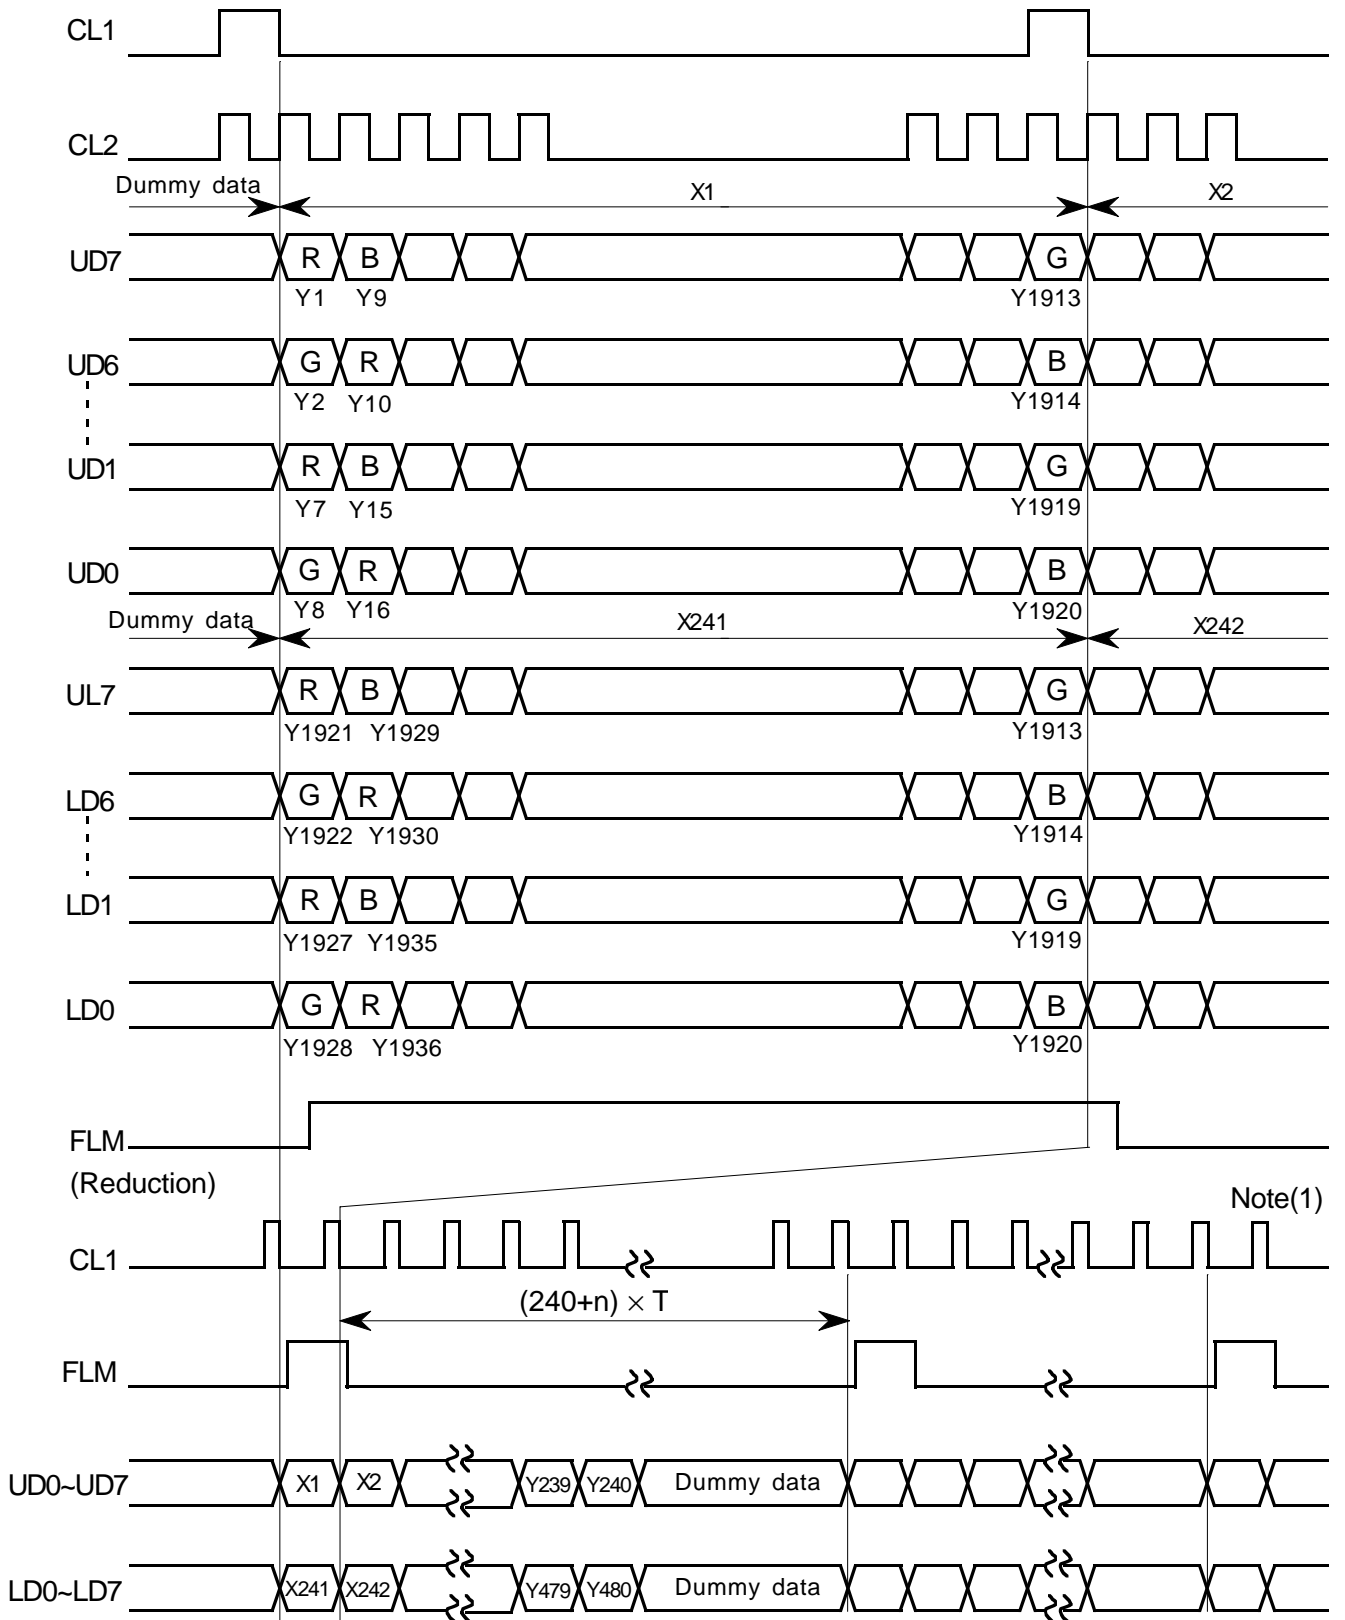 CL1
CL2
Dummy data X1 X2
UD7 R B G
Y1 Y9 Y1913
UD6 G R B
Y2 Y10 Y1914
UD1 R B G
Y7 Y15 Y1919
UD0 G R B
Y8 Y16 Y1920
Dummy data X241 X242
UL7 R B G
Y1921 Y1929 Y1913
LD6 G R B
Y1922 Y1930 Y1914
LD1 R B G
Y1927 Y1935 Y1919
LD0 G R B
Y1928 Y1936 Y1920
FLM
(Reduction)
Note(1)
CL1
(240+n) × T
FLM
UD0~UD7 X1 X2 Y239 Y240 Dummy data
LD0~LD7 X241 X242 Y479 Y480 Dummy data